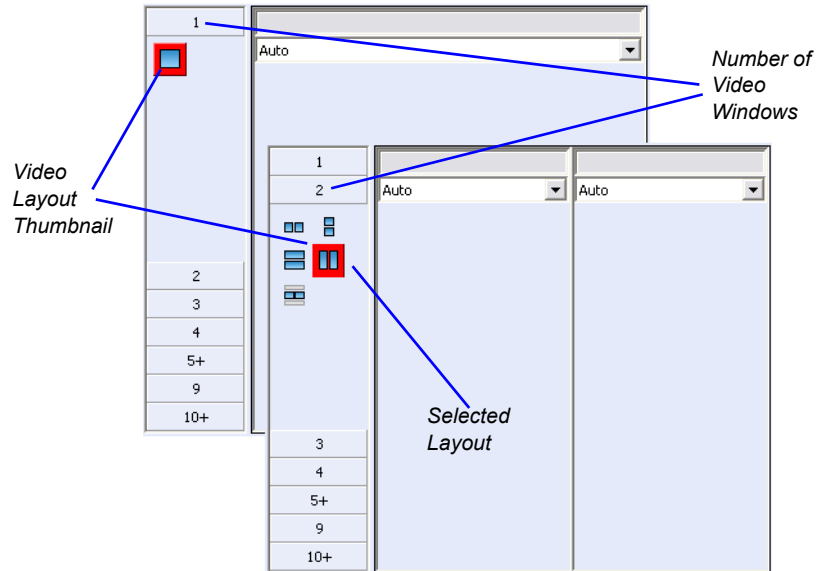 1
Auto
Number of
Video
Windows
Video
Layout
Thumbnail
2
3
4
5+
9
10+
1
2
Auto
Auto
3
4
5+
9
10+
Selected
Layout